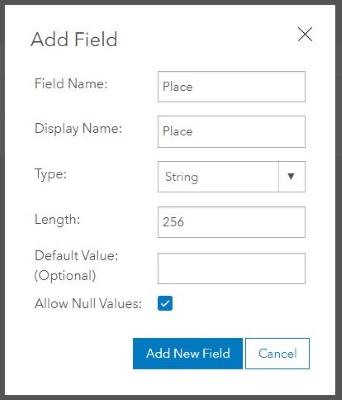 Add Field
Field Name: Place
Display Name: Place
Type: String
Length: 256
Default Value:
(Optional)
Allow Null Values:
Add New Field Cancel